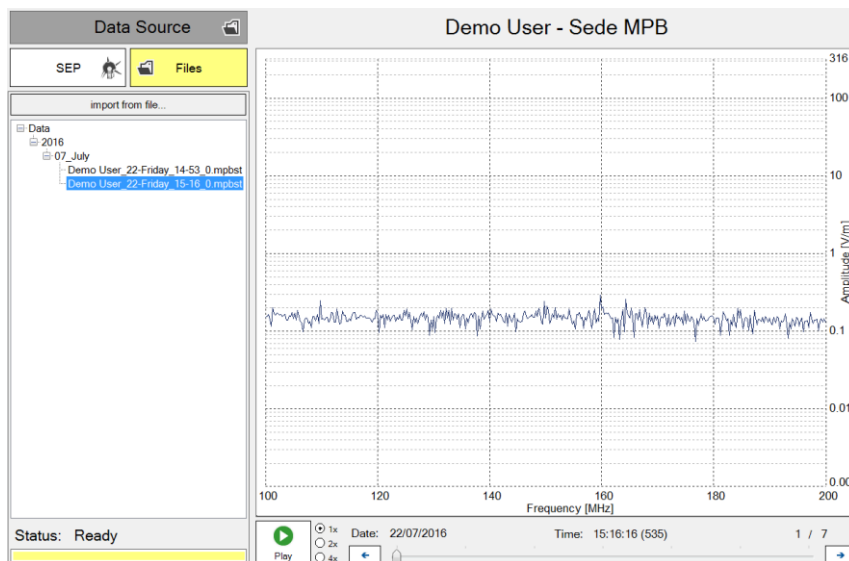 Data Source
SEP
Files
import from file...
Data
2016
07_July
Demo User_22-Friday_14-53_0.mpbst
Demo User_22-Friday_15-16_0.mpbst
Status: Ready
Demo User - Sede MPB
316
100
10
1
0.1
0.01
0.00
Amplitude [V/m]
100 120 140 160 180 200
Frequency [MHz]
Play
1x
2x
4x
Date: 22/07/2016 Time: 15:16:16 (535) 1 / 7